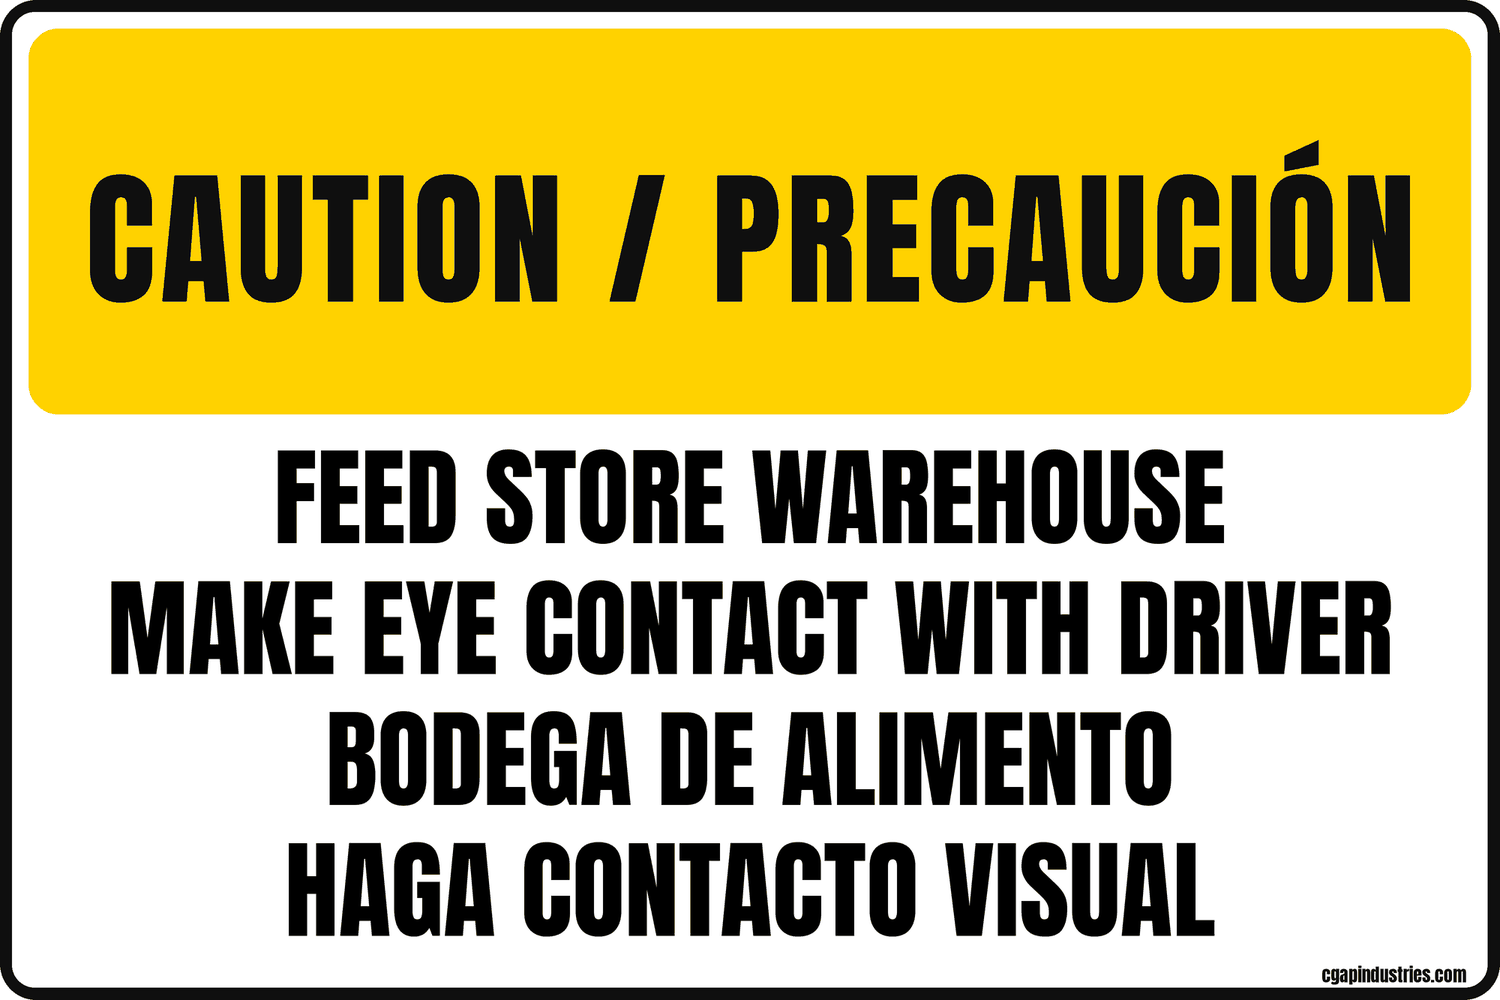 CAUTION / PRECAUCIÓN
FEED STORE WAREHOUSE
MAKE EYE CONTACT WITH DRIVER
BODEGA DE ALIMENTO
HAGA CONTACTO VISUAL
cgapindustries.com